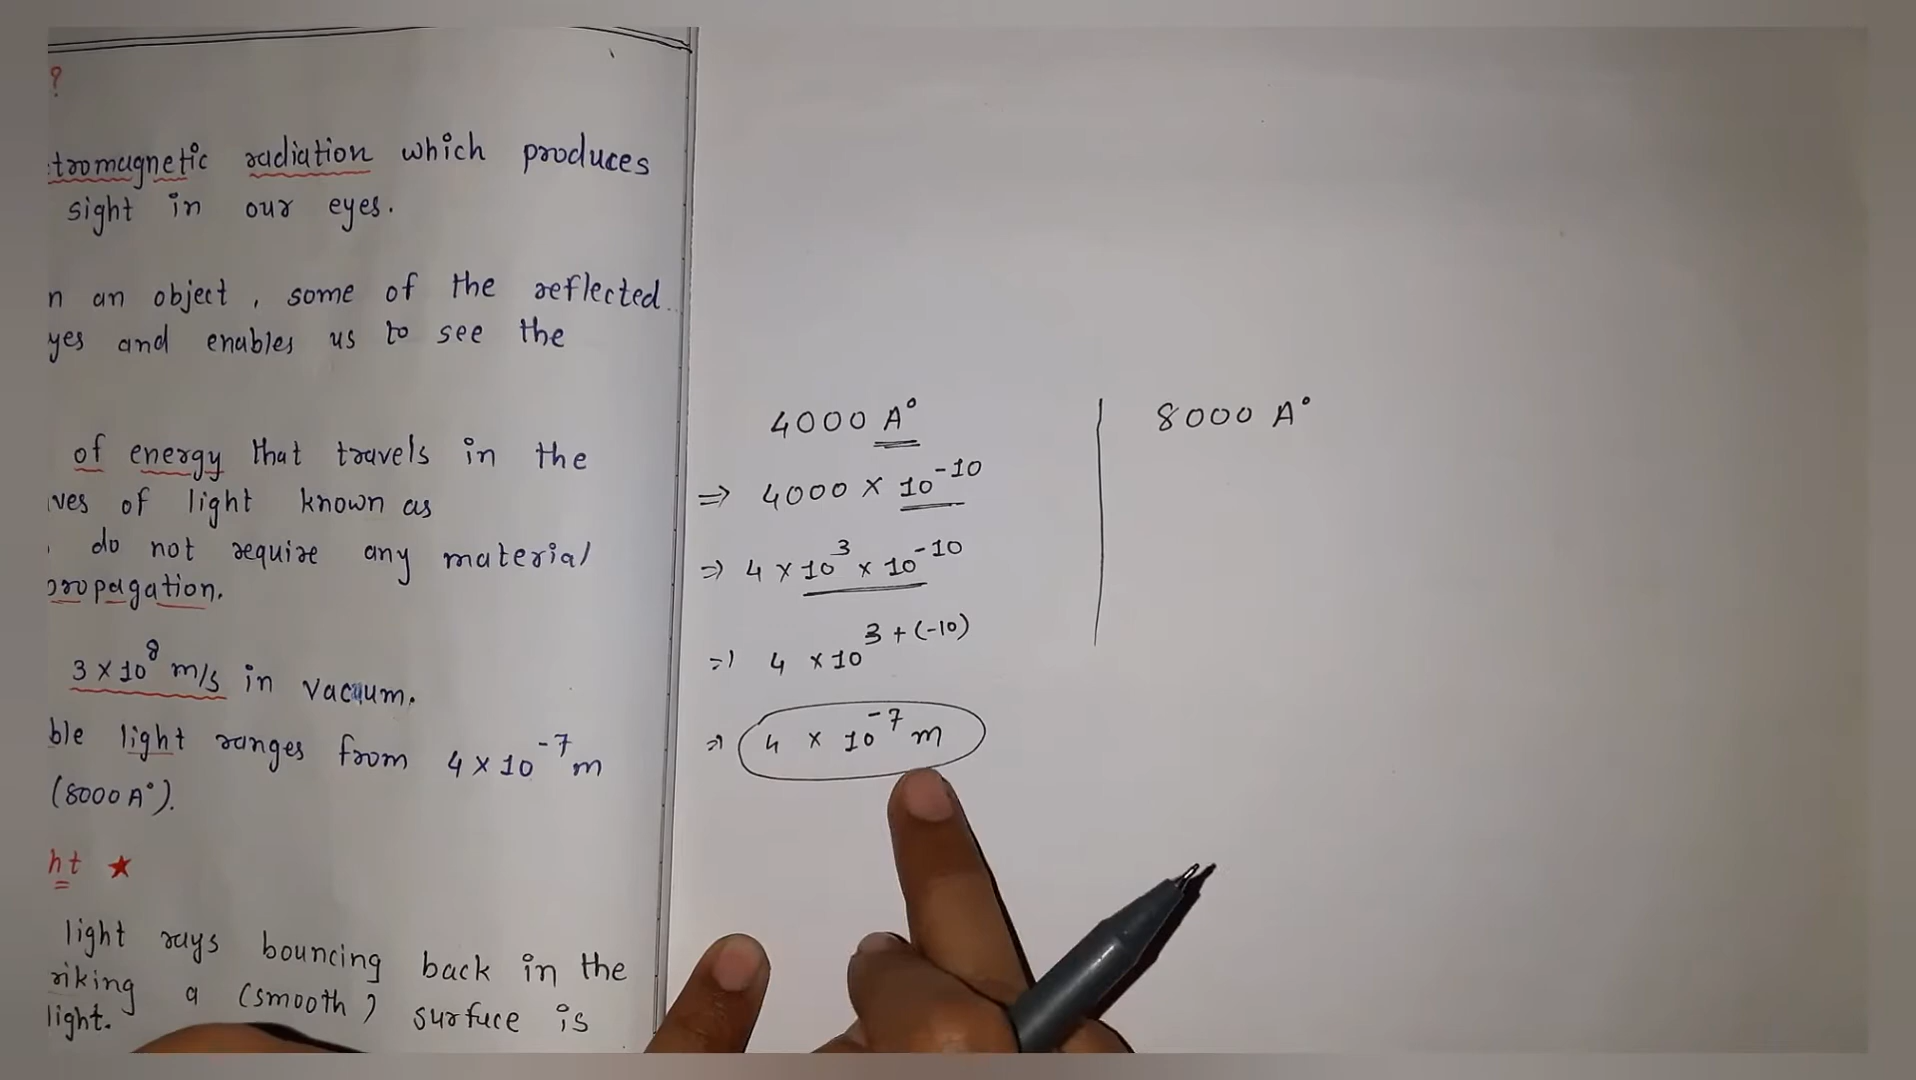 ?
tromagnetic radiation which produces
sight in our eyes.
n an object, some of the reflected
yes and enables us to see the
of energy that travels in the
ves of light known as
do not require any material
propagation.
3 × 10⁸ m/s in vacuum.
ble light ranges from 4 × 10⁻⁷ m
(8000 A°).
ht ★
light rays bouncing back in the
riking a (smooth) surface is
light.
4000 A°
⇒ 4000 × 10⁻¹⁰
⇒ 4 × 10³ × 10⁻¹⁰
⇒ 4 × 10³⁺⁽⁻¹⁰⁾
⇒ 4 × 10⁻⁷ m
8000 A°